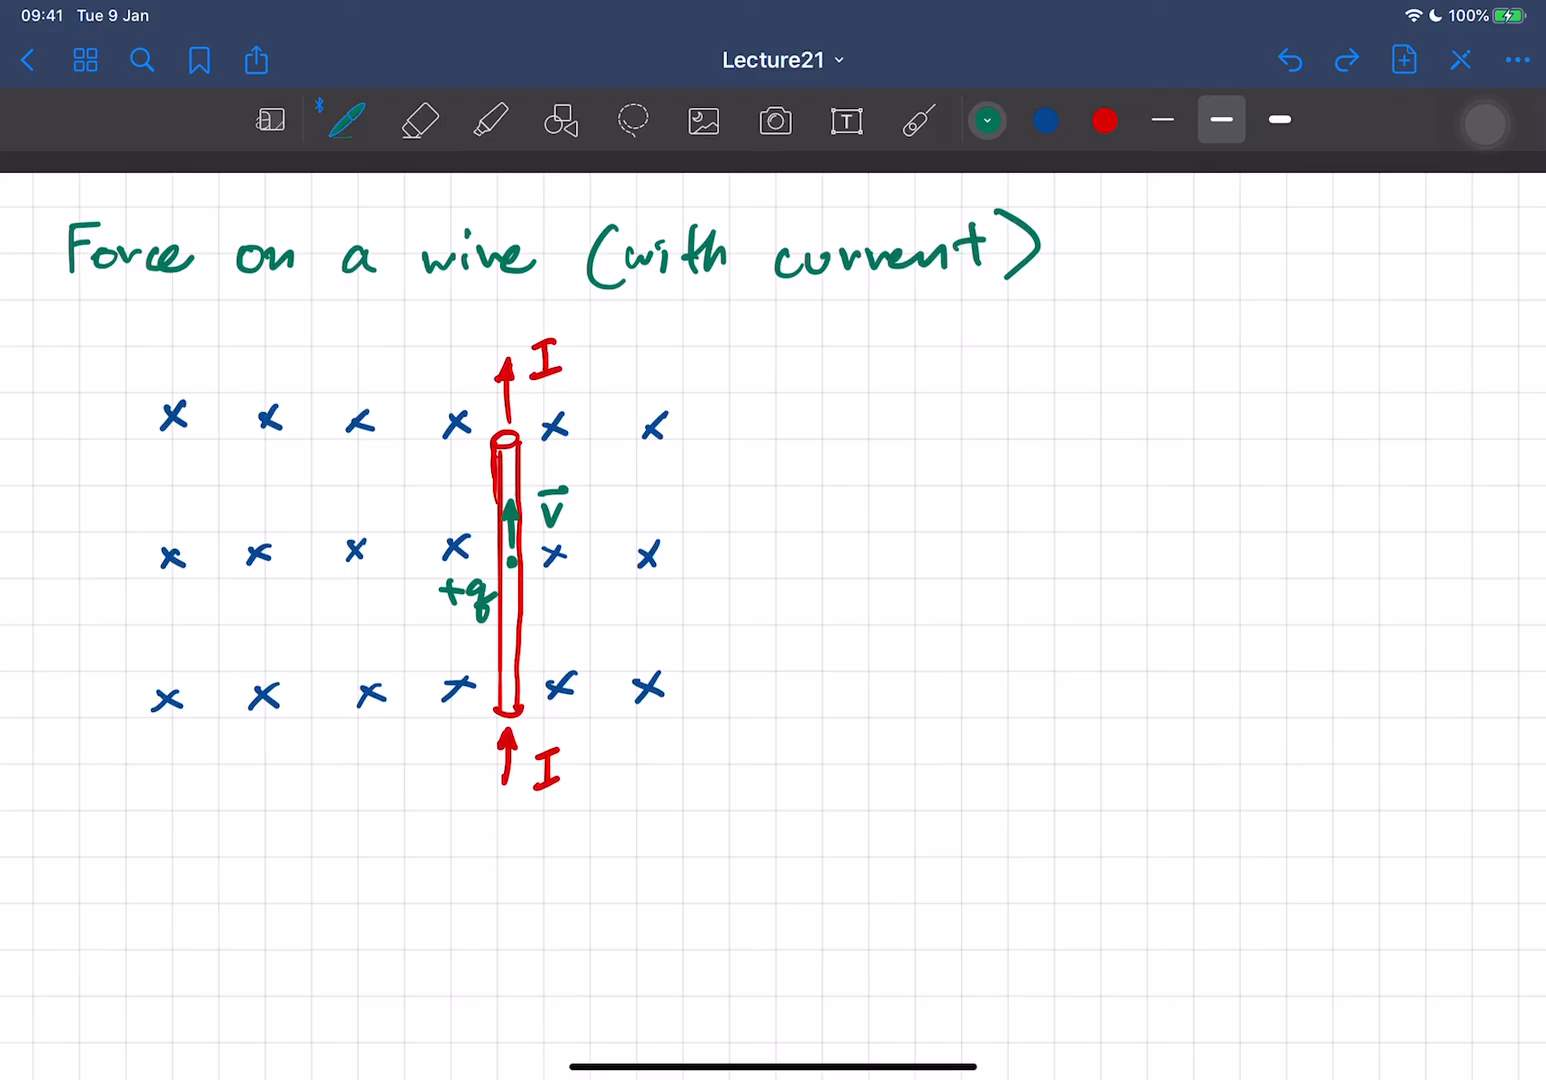 09:41 Tue 9 Jan
100%
Lecture21
T
Force on a wire (with current)
I
x x x x x x
v
x x x x x x
+q
x x x x x x
I